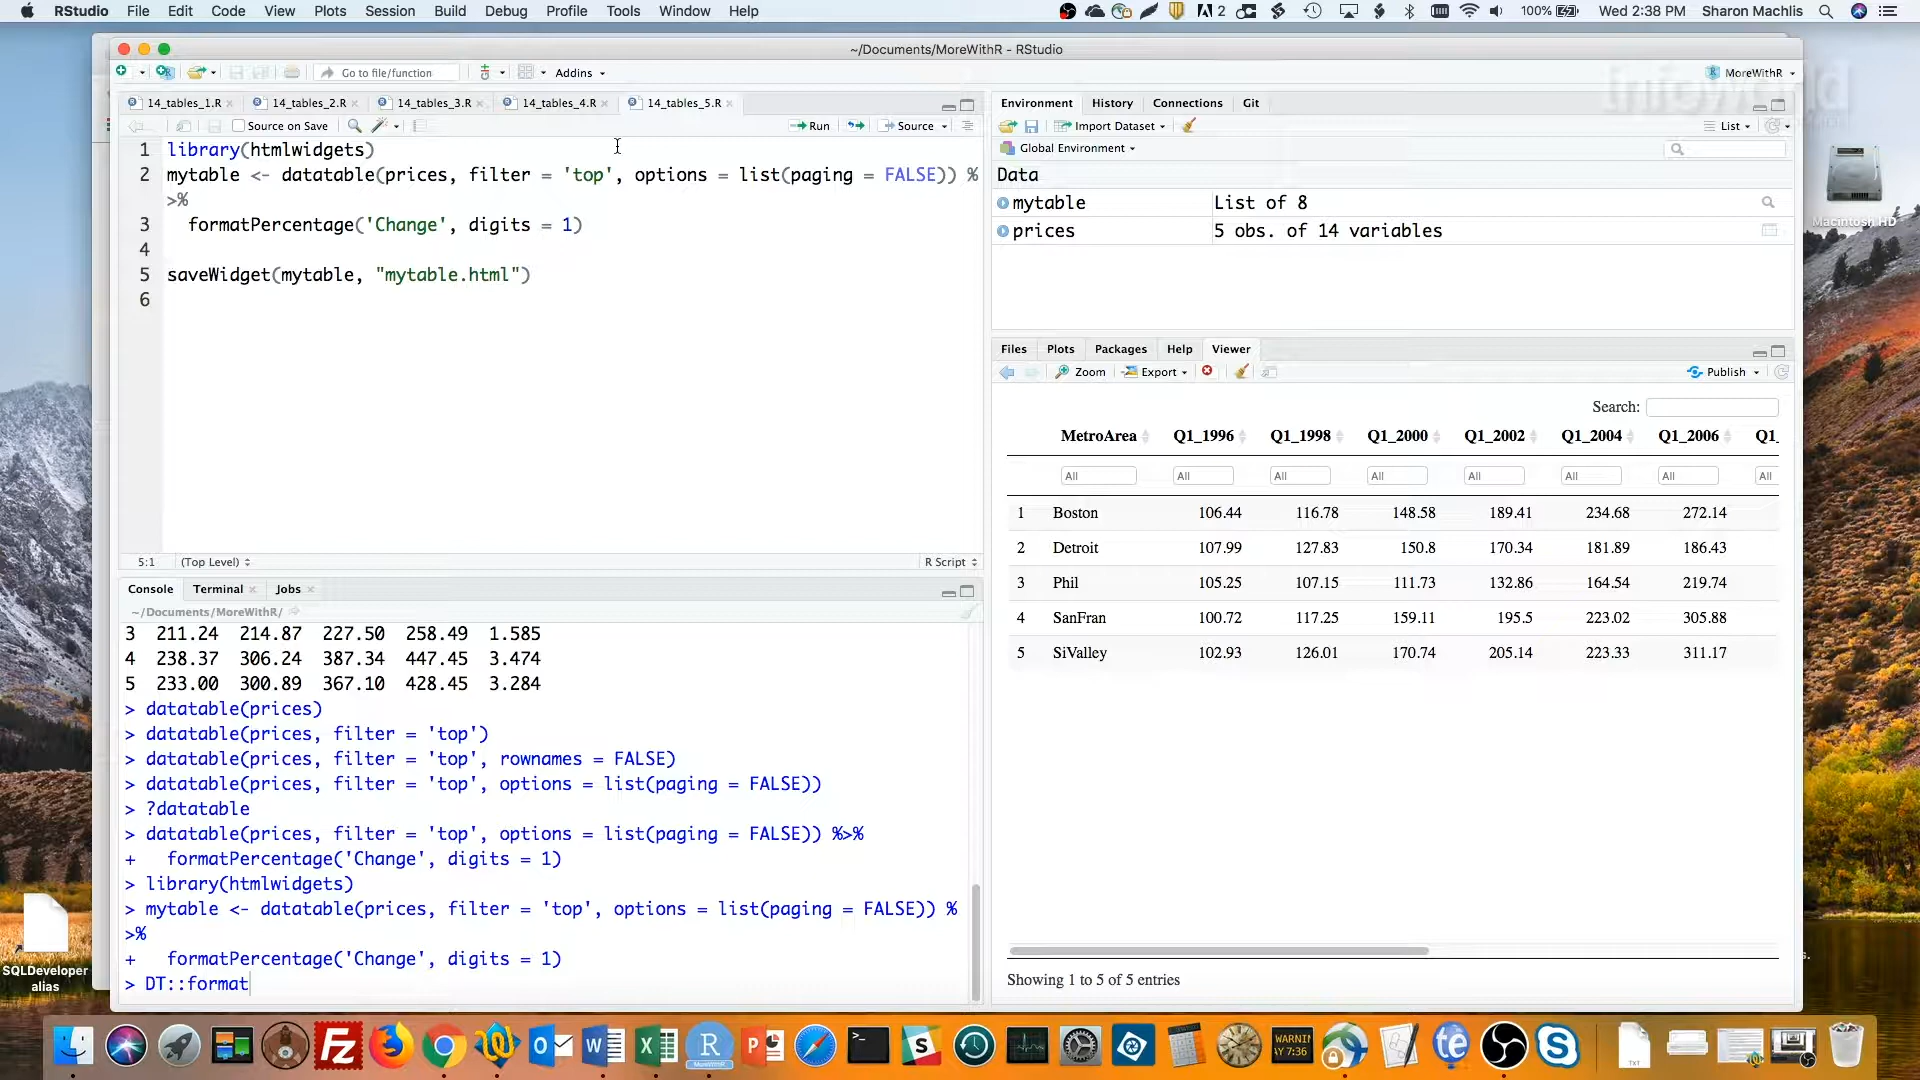 RStudio File Edit Code View Plots Session Build Debug Profile Tools Window Help
2 100% Wed 2:38 PM Sharon Machlis
~/Documents/MoreWithR - RStudio
Go to file/function Addins MoreWithR
infoworld
14_tables_1.R 14_tables_2.R 14_tables_3.R 14_tables_4.R 14_tables_5.R
Source on Save Run Source
1 library(htmlwidgets)
2 mytable <- datatable(prices, filter = 'top', options = list(paging = FALSE)) %
>%
3 formatPercentage('Change', digits = 1)
4
5 saveWidget(mytable, "mytable.html")
6
5:1 (Top Level) R Script
Console Terminal Jobs
~/Documents/MoreWithR/
3 211.24 214.87 227.50 258.49 1.585
4 238.37 306.24 387.34 447.45 3.474
5 233.00 300.89 367.10 428.45 3.284
> datatable(prices)
> datatable(prices, filter = 'top')
> datatable(prices, filter = 'top', rownames = FALSE)
> datatable(prices, filter = 'top', options = list(paging = FALSE))
> ?datatable
> datatable(prices, filter = 'top', options = list(paging = FALSE)) %>%
+ formatPercentage('Change', digits = 1)
> library(htmlwidgets)
> mytable <- datatable(prices, filter = 'top', options = list(paging = FALSE)) %
>%
+ formatPercentage('Change', digits = 1)
> DT::format
Environment History Connections Git
Import Dataset List
Global Environment
Data
mytable List of 8
prices 5 obs. of 14 variables
Files Plots Packages Help Viewer
Zoom Export Publish
Search:
MetroArea Q1_1996 Q1_1998 Q1_2000 Q1_2002 Q1_2004 Q1_2006 Q1_
All All All All All All All All
1 Boston 106.44 116.78 148.58 189.41 234.68 272.14
2 Detroit 107.99 127.83 150.8 170.34 181.89 186.43
3 Phil 105.25 107.15 111.73 132.86 164.54 219.74
4 SanFran 100.72 117.25 159.11 195.5 223.02 305.88
5 SiValley 102.93 126.01 170.74 205.14 223.33 311.17
Showing 1 to 5 of 5 entries
Macintosh HD
SQLDeveloper
alias
WARNIN
AY 7:36
TXT